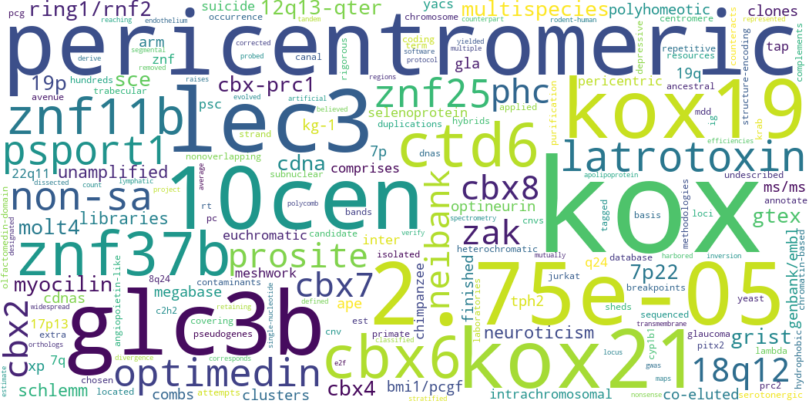 pcg ring1/rnf2 reaching endothelium suicide 12q13-qter yacs chromosome multispecies polyhomeotic clones
occurrence tandem corrected probed artificial believed rigorous coding term software protocol rodent-human counterpart yielded multiple regions depressive represented centromere counteracts complements
pericentromeric
segmental znf removed arm derive evolved raises canal gla repetitive resources structure-encoding tap
hundreds trabecular avenue 19p sce cbx-prc1 znf25 phc applied purification pericentric 19q ancestral mdd ig krab
znf11b lec3 psc strand kg-1 selenoprotein hybrids dnas kox19 efficiencies
psport1 nonoverlapping cdna duplications subnuclear 7p ctd6 latrotoxin apolipoprotein undescribed
22q11 dissected unamplified count lymphatic project average comprises 10cen polycomb spectrometry verify mutually cbx8 tagged basis methodologies loci ms/ms annotate
non-sa libraries molt4 rt pc bands optineurin cnvs kox gtex
designated olfactomedin-domain znf37b euchromatic candidate inter zak heterochromatic database harbored inversion chromatin-based
prosite isolated neibank jurkat q24 breakpoints 7p22 genbank/embl
myocilin meshwork contaminants 8q24 cbx7 ape chimpanzee finished laboratories tph2 sheds yeast sequenced transmembrane hydrophobic
cdnas megabase c2h2 covering single-nucleotide 2 75e-05
cbx2 widespread 17p13 extra orthologs angiopoietin-like glc3b pseudogenes defined cnv est primate neuroticism cyp1b1 locus glaucoma pitx2 grist lambda
xp 7q retaining divergence corresponds e2f cbx6 classified kox21 gwas maps 18q12
estimate schlemm chosen located combs optimedin attempts clusters cbx4 bmi1/pcgf stratified intrachromosomal nonsense prc2 co-eluted serotonergic